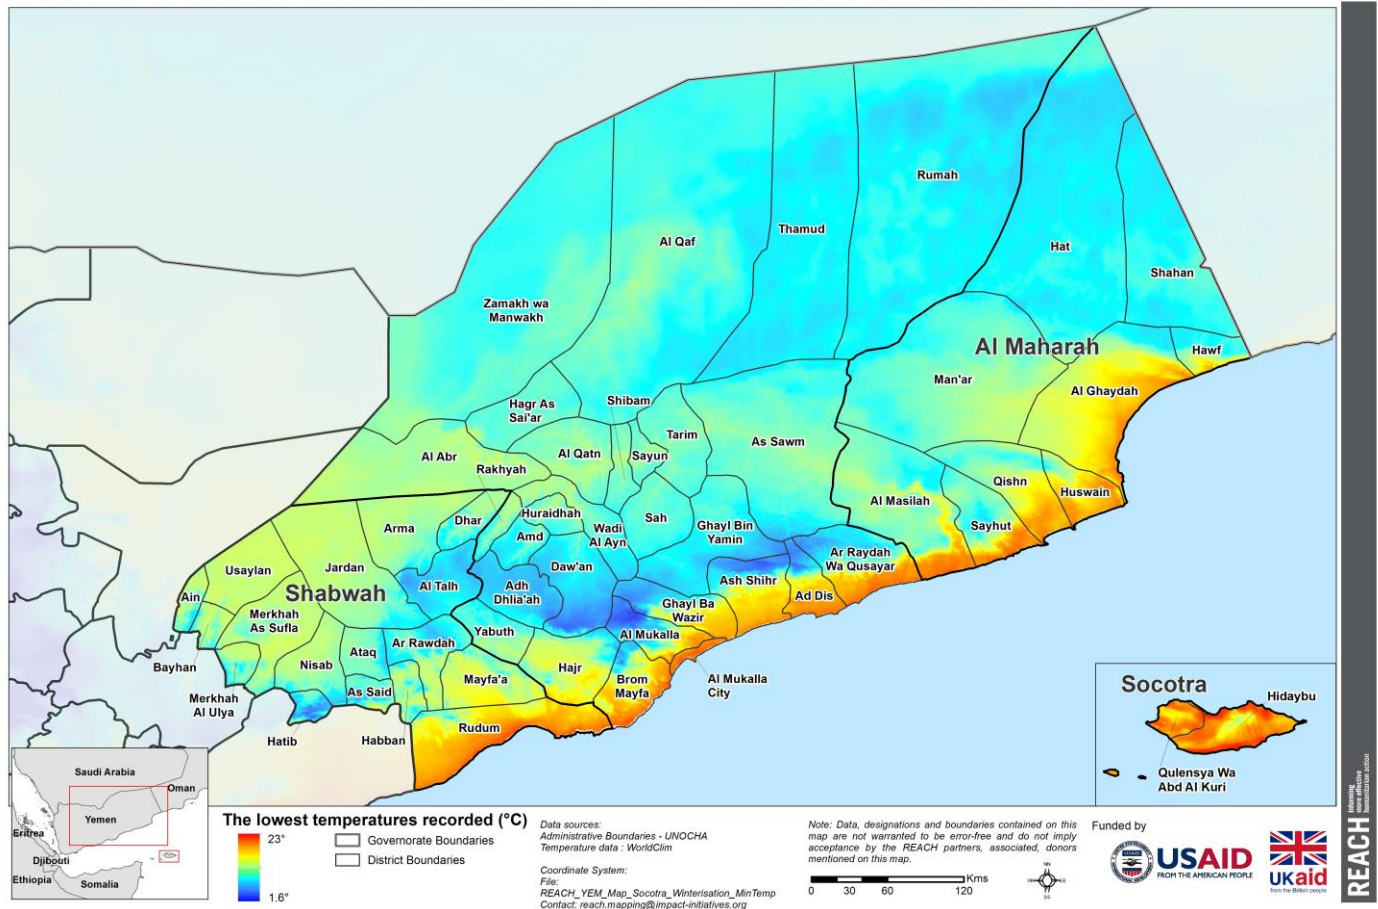 Rumah
Thamud
Al Qaf
Hat
Shahan
Zamakh wa
Manwakh
Al Maharah
Hawf
Man'ar
Al Ghaydah
Hagr As
Sai'ar
Shibam
Tarim
As Sawm
Al Abr
Rakhyah
Al Qatn
Sayun
Qishn
Huswain
Al Masilah
Sayhut
Arma
Dhar
Huraidhah
Amd
Wadi
Al Ayn
Sah
Ghayl Bin
Yamin
Ar Raydah
Wa Qusayar
Usaylan
Jardan
Shabwah
Al Talh
Adh
Dhlia'ah
Daw'an
Ash Shihr
Ad Dis
Ain
Merkhah
As Sufla
Ghayl Ba
Wazir
Yabuth
Al Mukalla
Ataq
Ar Rawdah
Bayhan
Nisab
Hajr
As Said
Mayfa'a
Brom
Mayfa
Al Mukalla
City
Merkhah
Al Ulya
Hatib
Habban
Rudum
Socotra
Hidaybu
Qulensya Wa
Abd Al Kuri
Saudi Arabia
Oman
Yemen
Eritrea
Djibouti
Ethiopia
Somalia
The lowest temperatures recorded (°C)
23°
1.6°
Governorate Boundaries
District Boundaries
Data sources:
Administrative Boundaries - UNOCHA
Temperature data : WorldClim
Coordinate System:
File:
REACH_YEM_Map_Socotra_Winterisation_MinTemp
Contact: reach.mapping@impact-initiatives.org
Note: Data, designations and boundaries contained on this
map are not warranted to be error-free and do not imply
acceptance by the REACH partners, associated, donors
mentioned on this map.
Kms
0 30 60 120
Funded by
USAID
FROM THE AMERICAN PEOPLE
UKaid
from the British people
REACH
Informing
more effective
humanitarian action